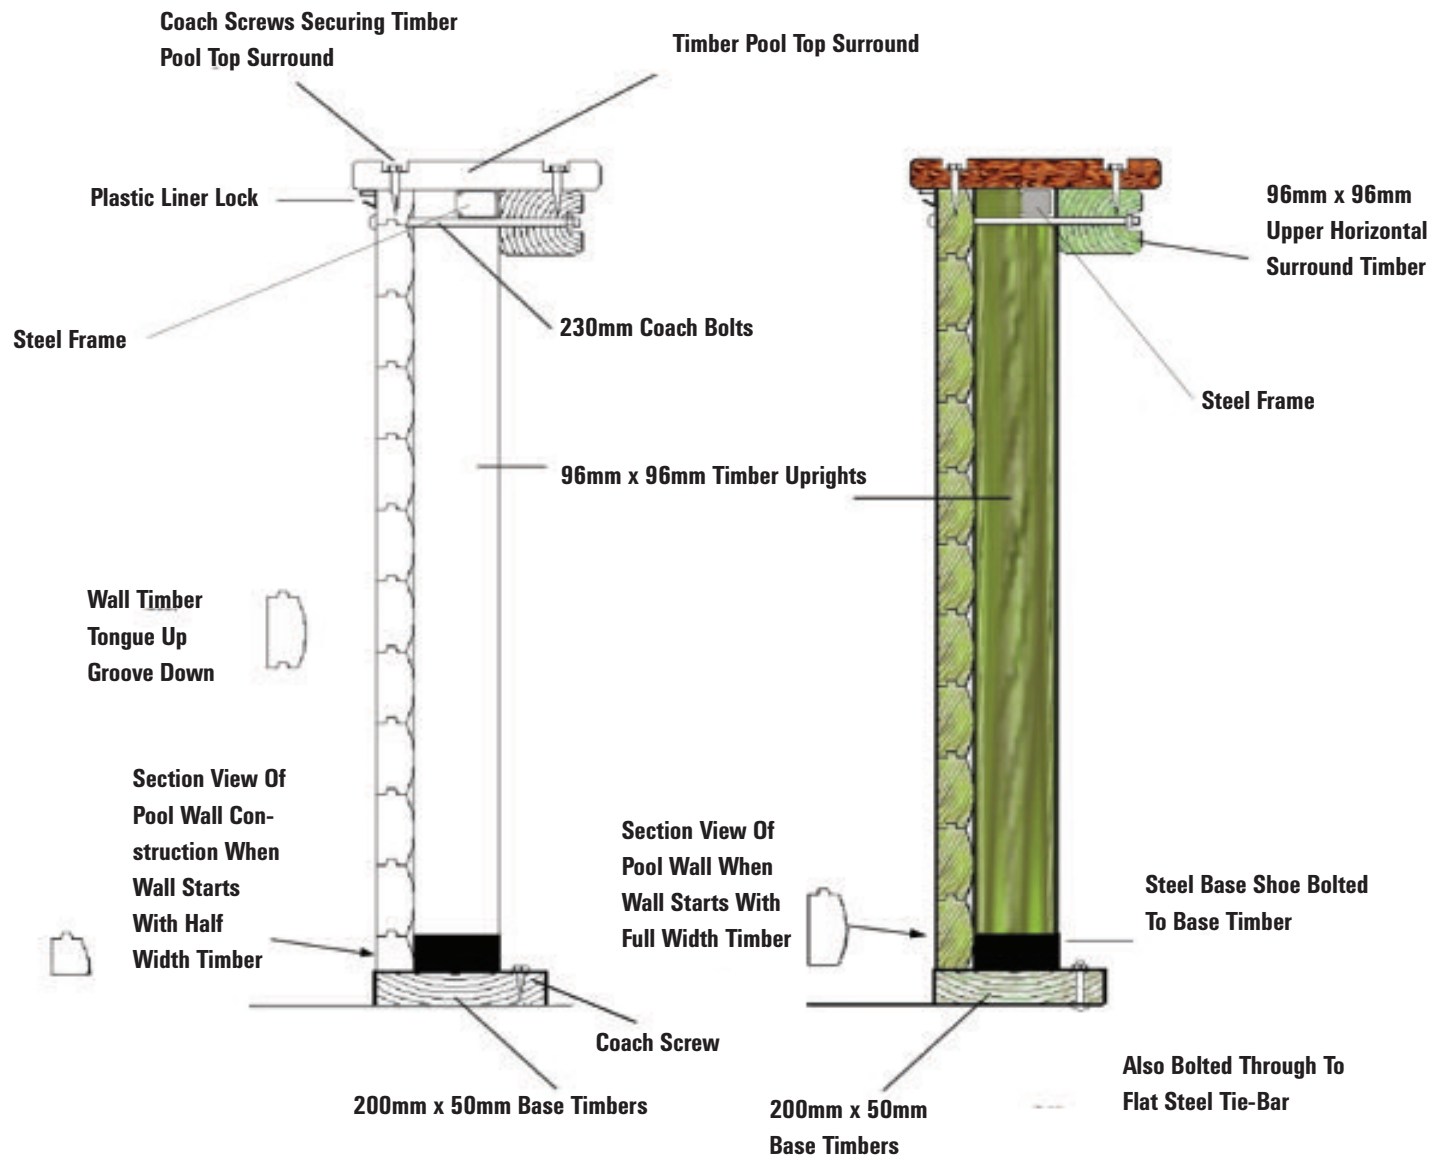 Coach Screws Securing Timber
Pool Top Surround
Timber Pool Top Surround
Plastic Liner Lock
96mm x 96mm
Upper Horizontal
Surround Timber
Steel Frame
230mm Coach Bolts
Steel Frame
96mm x 96mm Timber Uprights
Wall Timber
Tongue Up
Groove Down
Section View Of
Pool Wall Con-
struction When
Wall Starts
With Half
Width Timber
Section View Of
Pool Wall When
Wall Starts With
Full Width Timber
Steel Base Shoe Bolted
To Base Timber
Coach Screw
200mm x 50mm Base Timbers
200mm x 50mm
Base Timbers
Also Bolted Through To
Flat Steel Tie-Bar